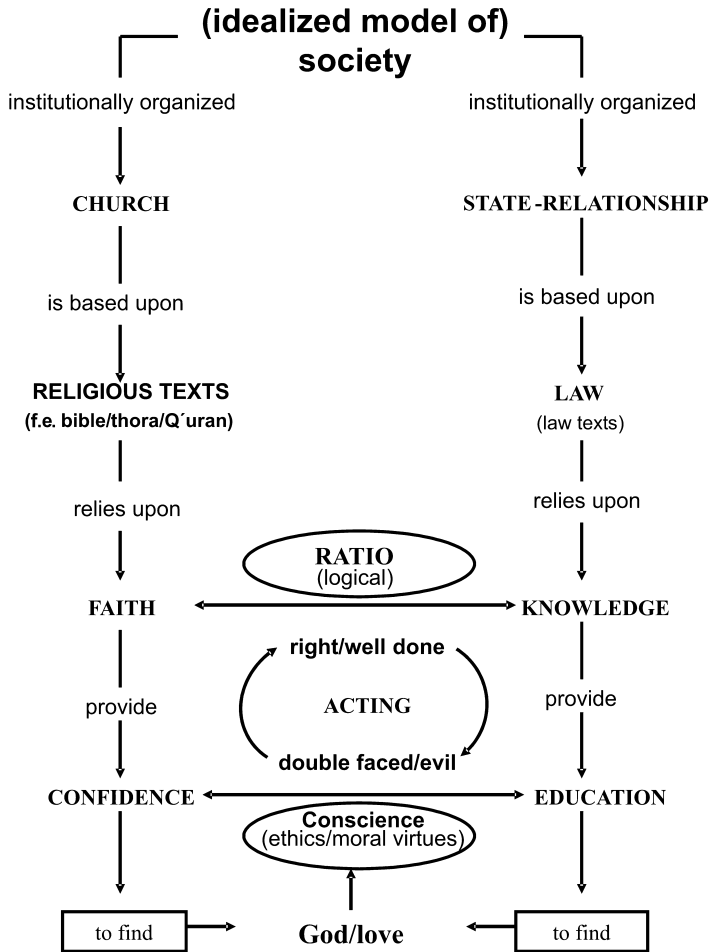 (idealized model of)
society
institutionally organized
institutionally organized
CHURCH
STATE-RELATIONSHIP
is based upon
is based upon
RELIGIOUS TEXTS
(f.e. bible/thora/Q´uran)
LAW
(law texts)
relies upon
relies upon
RATIO
(logical)
FAITH
KNOWLEDGE
right/well done
provide
ACTING
provide
double faced/evil
CONFIDENCE
EDUCATION
Conscience
(ethics/moral virtues)
to find
God/love
to find